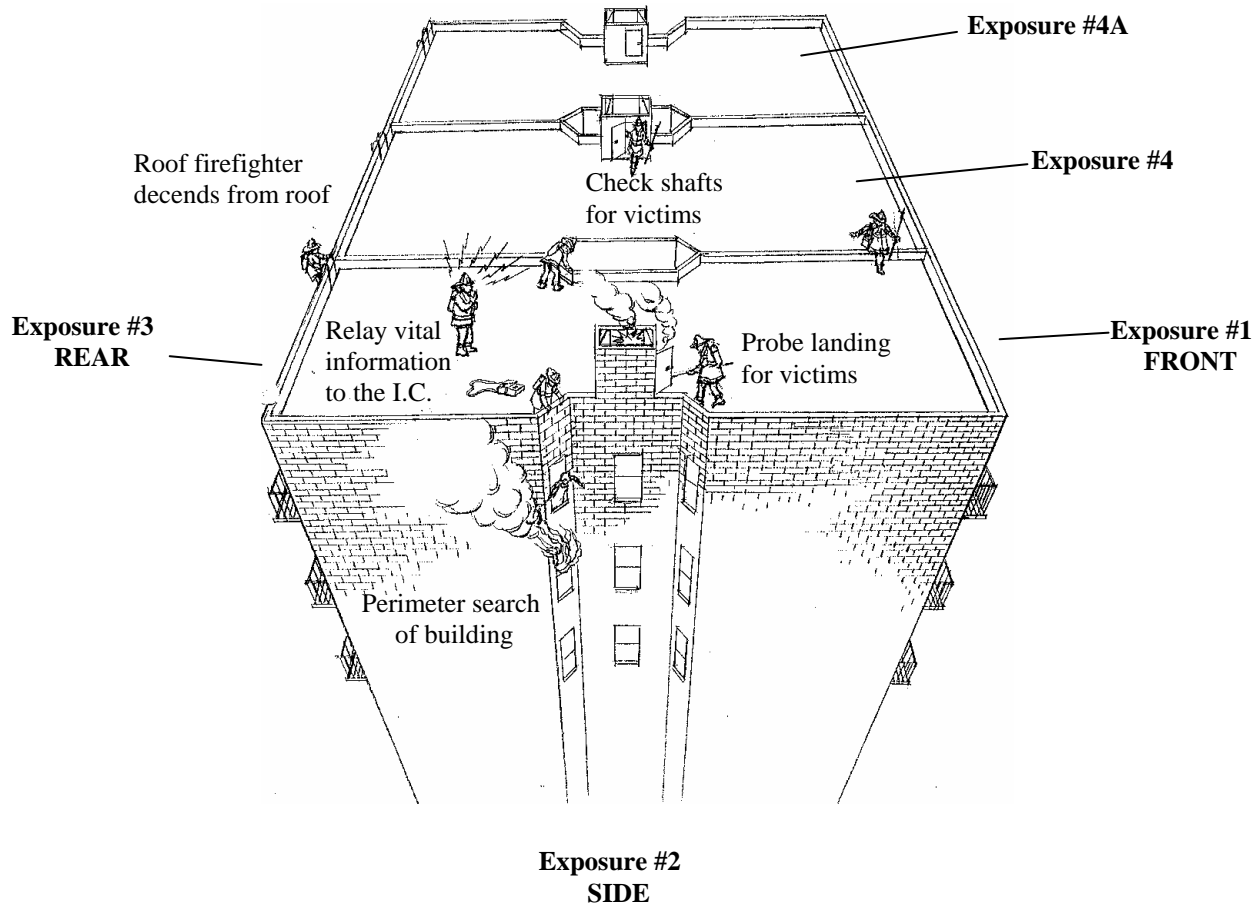 Exposure #4A
Roof firefighter
decends from roof
Check shafts
for victims
Exposure #4
Exposure #3
REAR
Relay vital
information
to the I.C.
Probe landing
for victims
Exposure #1
FRONT
Perimeter search
of building
Exposure #2
SIDE